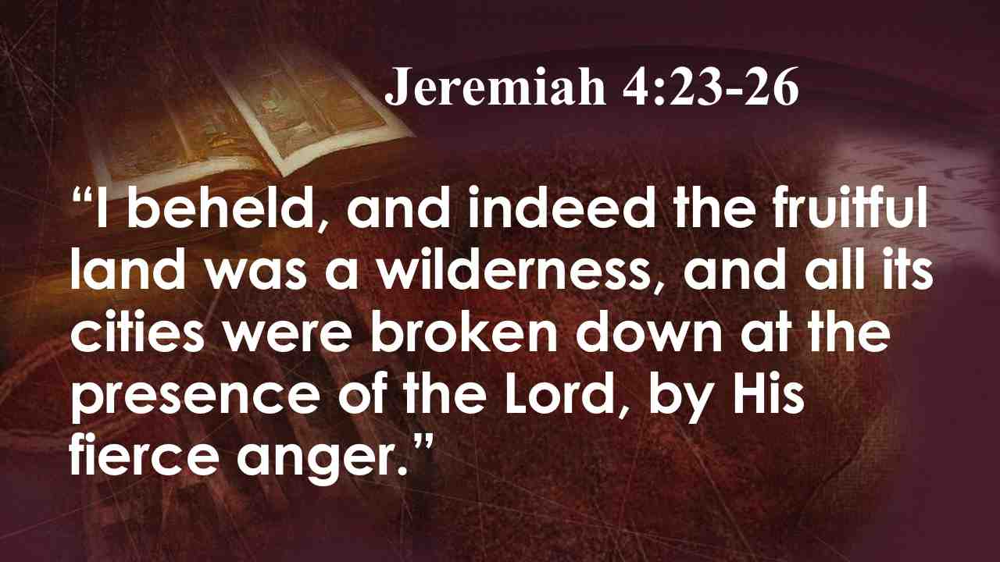 Jeremiah 4:23-26
“I beheld, and indeed the fruitful
land was a wilderness, and all its
cities were broken down at the
presence of the Lord, by His
fierce anger.”